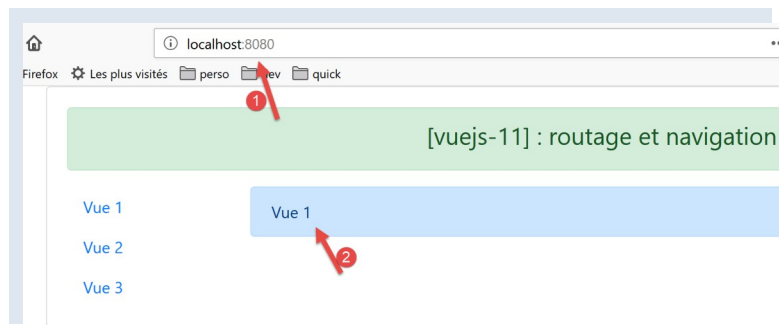 localhost:8080
Firefox Les plus visités perso dev quick
1
[vuejs-11] : routage et navigation
Vue 1 Vue 1
Vue 2
2
Vue 3